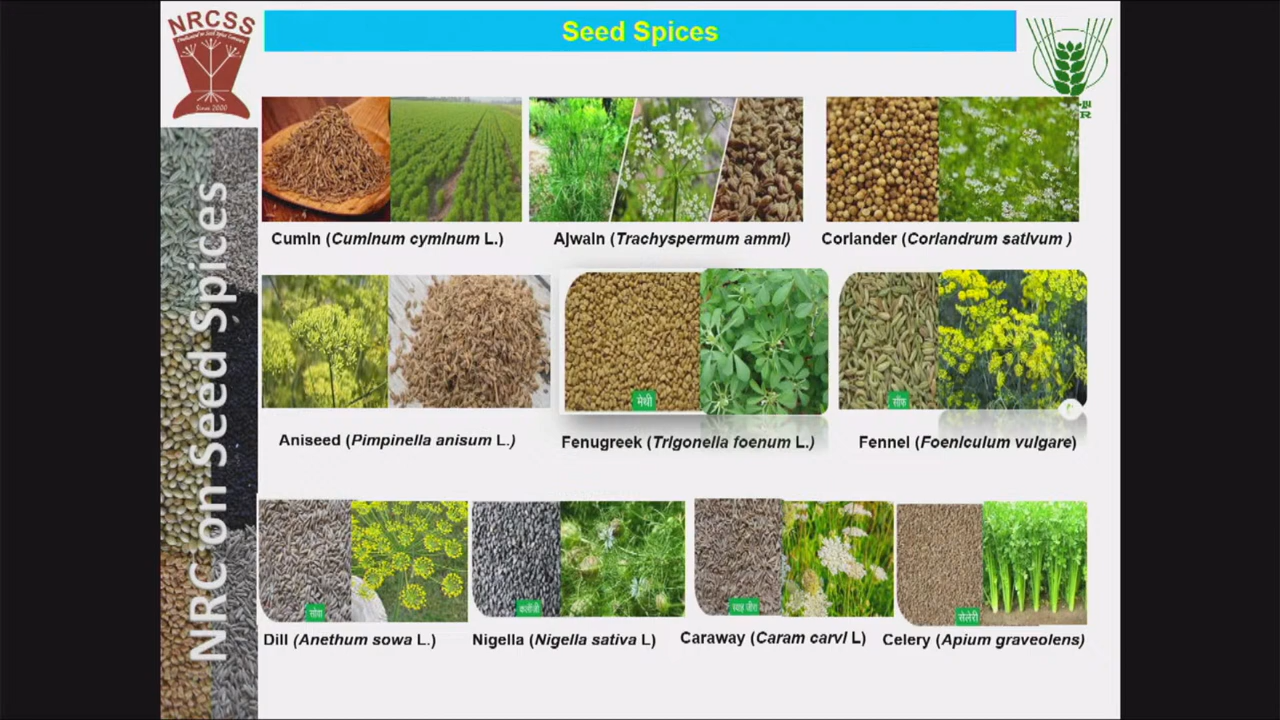 NRCSS
Since 2000
Seed Spices
NRC on Seed Spices
Cumin (Cuminum cyminum L.)
Ajwain (Trachyspermum ammi)
Coriander (Coriandrum sativum )
Aniseed (Pimpinella anisum L.)
मेथी
Fenugreek (Trigonella foenum L.)
सौंफ
Fennel (Foeniculum vulgare)
सोया
Dill (Anethum sowa L.)
कलौंजी
Nigella (Nigella sativa L)
स्याह जीरा
Caraway (Caram carvi L)
सेलेरी
Celery (Apium graveolens)